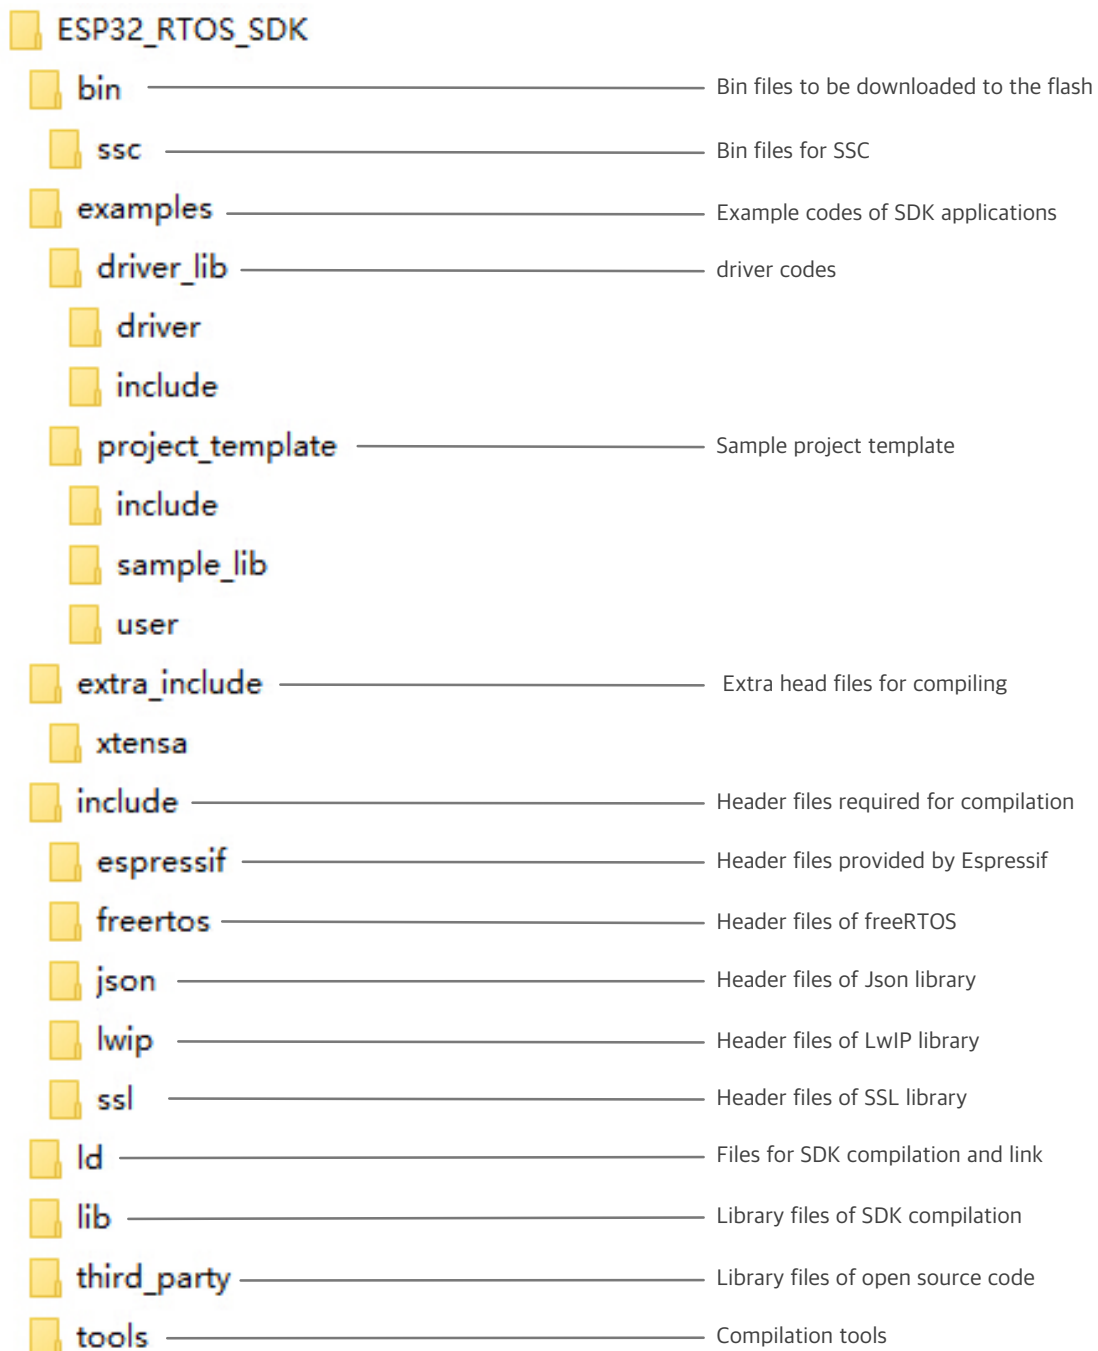 ESP32_RTOS_SDK
bin Bin files to be downloaded to the flash
ssc Bin files for SSC
examples Example codes of SDK applications
driver_lib driver codes
driver
include
project_template Sample project template
include
sample_lib
user
extra_include Extra head files for compiling
xtensa
include Header files required for compilation
espressif Header files provided by Espressif
freertos Header files of freeRTOS
json Header files of Json library
lwip Header files of LwIP library
ssl Header files of SSL library
ld Files for SDK compilation and link
lib Library files of SDK compilation
third_party Library files of open source code
tools Compilation tools